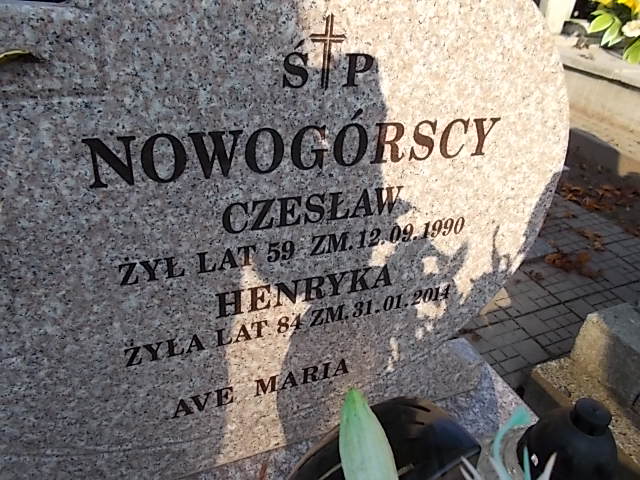 Ś P
NOWOGÓRSCY
CZESŁAW
ŻYŁ LAT 59 ZM. 12.09.1990
HENRYKA
ŻYŁA LAT 84 ZM. 31.01.2014
AVE MARIA